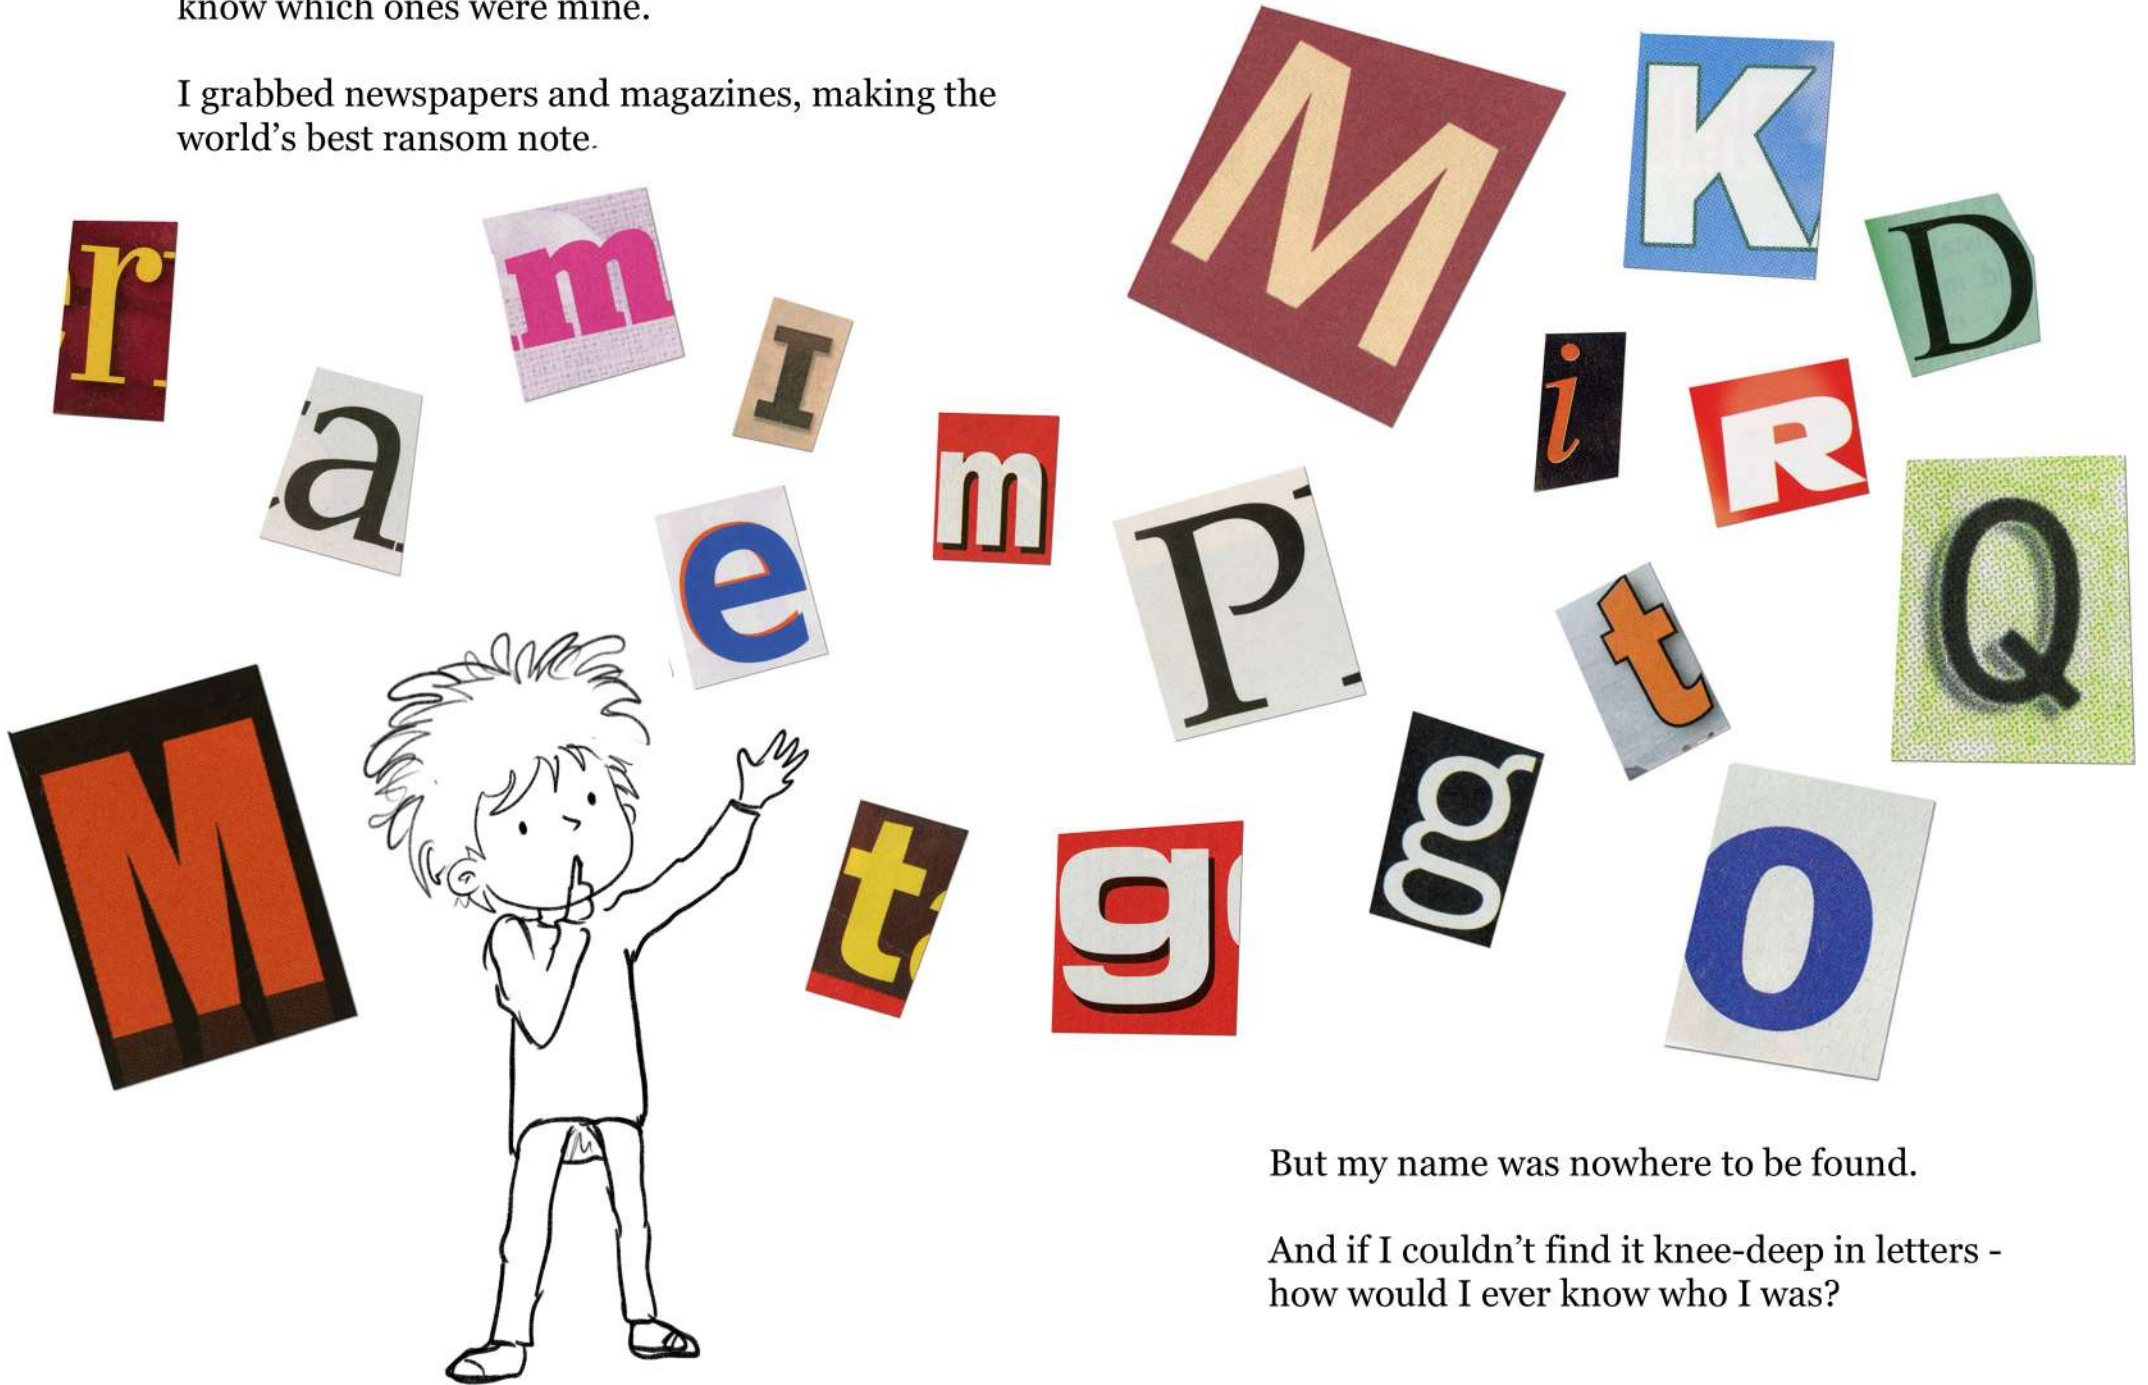 know which ones were mine.
I grabbed newspapers and magazines, making the
world's best ransom note.
M
K
D
r
m
I
i
R
a
m
e
P
Q
t
M
g
t
g
o
But my name was nowhere to be found.
And if I couldn't find it knee-deep in letters -
how would I ever know who I was?